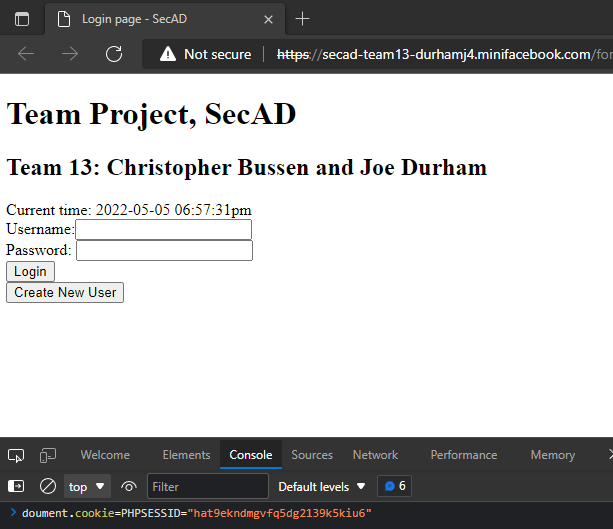 Login page - SecAD
Not secure https://secad-team13-durhamj4.minifacebook.com/for
Team Project, SecAD
Team 13: Christopher Bussen and Joe Durham
Current time: 2022-05-05 06:57:31pm
Username:
Password:
Login
Create New User
Welcome Elements Console Sources Network Performance Memory
top Filter Default levels 6
doument.cookie=PHPSESSID="hat9ekndmgvfq5dg2139k5kiu6"